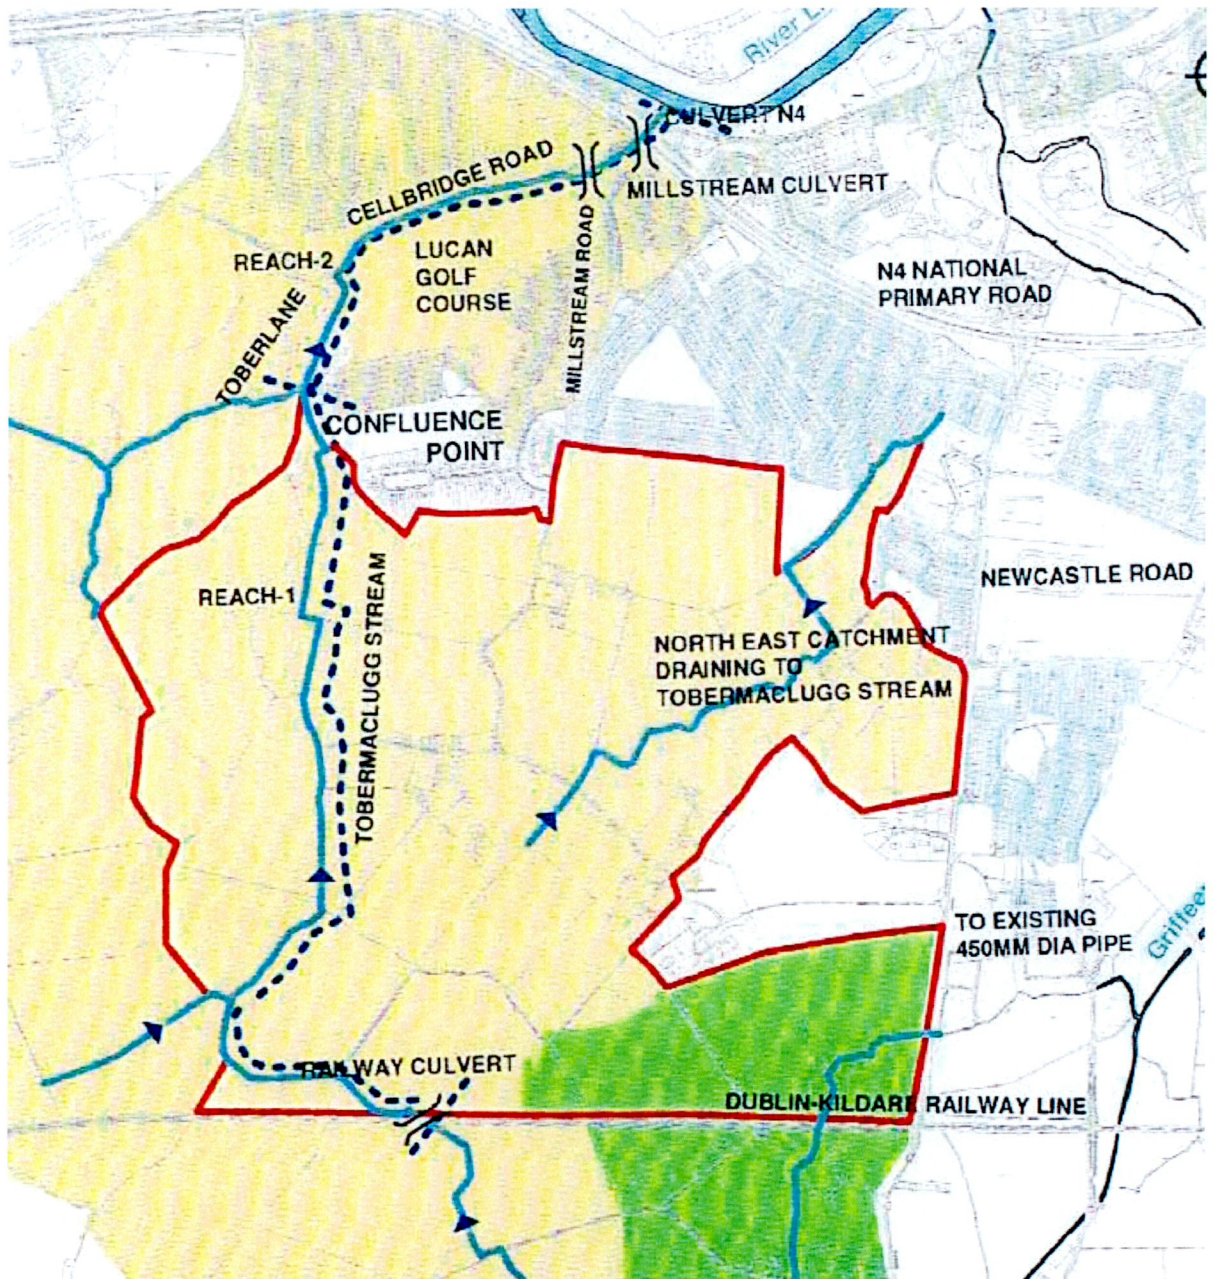 River L
CULVERT N4
CELLBRIDGE ROAD
MILLSTREAM CULVERT
REACH-2
LUCAN
GOLF
COURSE
MILLSTREAM ROAD
N4 NATIONAL
PRIMARY ROAD
TOBERLANE
CONFLUENCE
POINT
NEWCASTLE ROAD
REACH-1
TOBERMACLUGG STREAM
NORTH EAST CATCHMENT
DRAINING TO
TOBERMACLUGG STREAM
TO EXISTING
450MM DIA PIPE
Griffeen
RAILWAY CULVERT
DUBLIN-KILDARE RAILWAY LINE